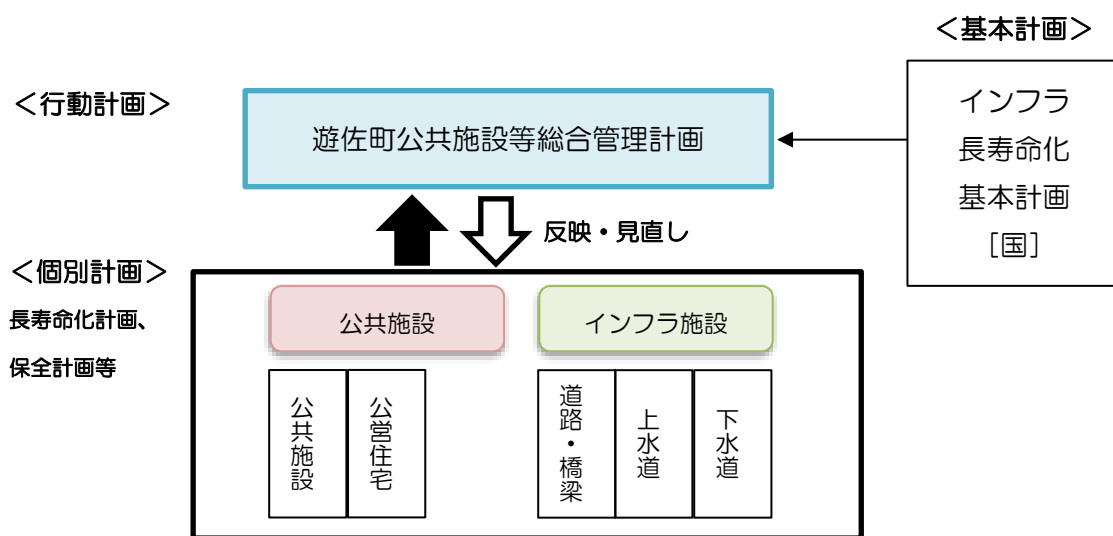 ＜基本計画＞
インフラ
長寿命化
基本計画
［国］
＜行動計画＞
遊佐町公共施設等総合管理計画
反映・見直し
＜個別計画＞
長寿命化計画、
保全計画等
公共施設
インフラ施設
公共施設
公営住宅
道路・橋梁
上水道
下水道